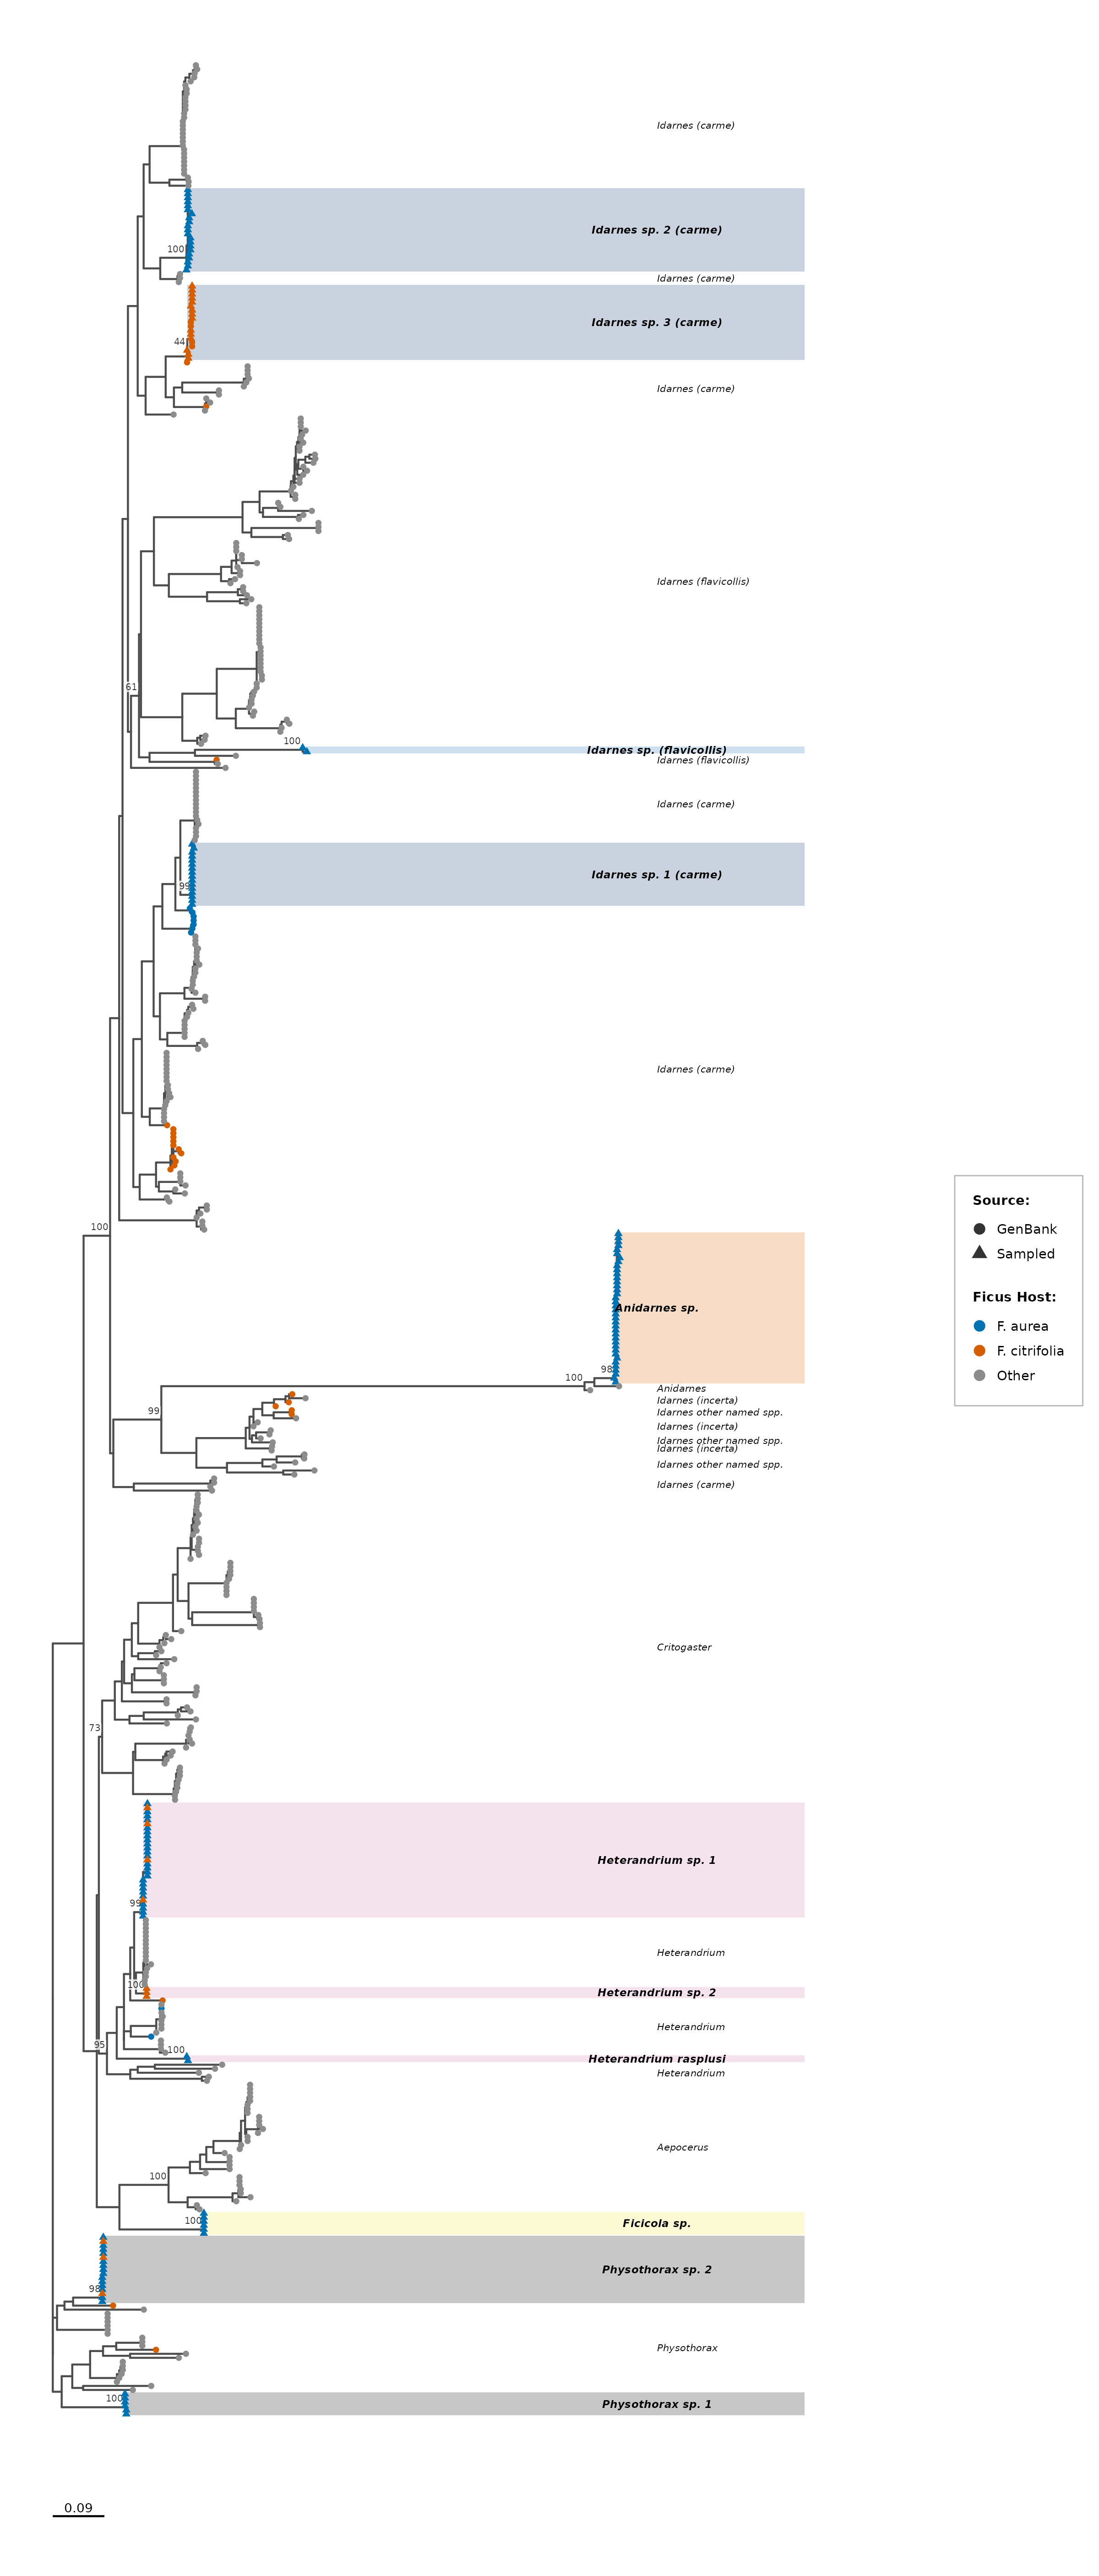 Idarnes (carme)
Idarnes sp. 2 (carme)
100
Idarnes (carme)
Idarnes sp. 3 (carme)
44
Idarnes (carme)
Idarnes (flavicollis)
61
100
Idarnes sp. (flavicollis)
Idarnes (flavicollis)
Idarnes (carme)
Idarnes sp. 1 (carme)
99
Idarnes (carme)
Source:
GenBank
Sampled
Ficus Host:
F. aurea
F. citrifolia
Other
100
Anidarnes sp.
98
100
Anidarnes
Idarnes (incerta)
Idarnes other named spp.
99
Idarnes (incerta)
Idarnes other named spp.
Idarnes (incerta)
Idarnes other named spp.
Idarnes (carme)
Critogaster
73
Heterandrium sp. 1
99
Heterandrium
100
Heterandrium sp. 2
Heterandrium
95
100
Heterandrium rasplusi
Heterandrium
Aepocerus
100
100
Ficicola sp.
Physothorax sp. 2
98
Physothorax
100
Physothorax sp. 1
0.09